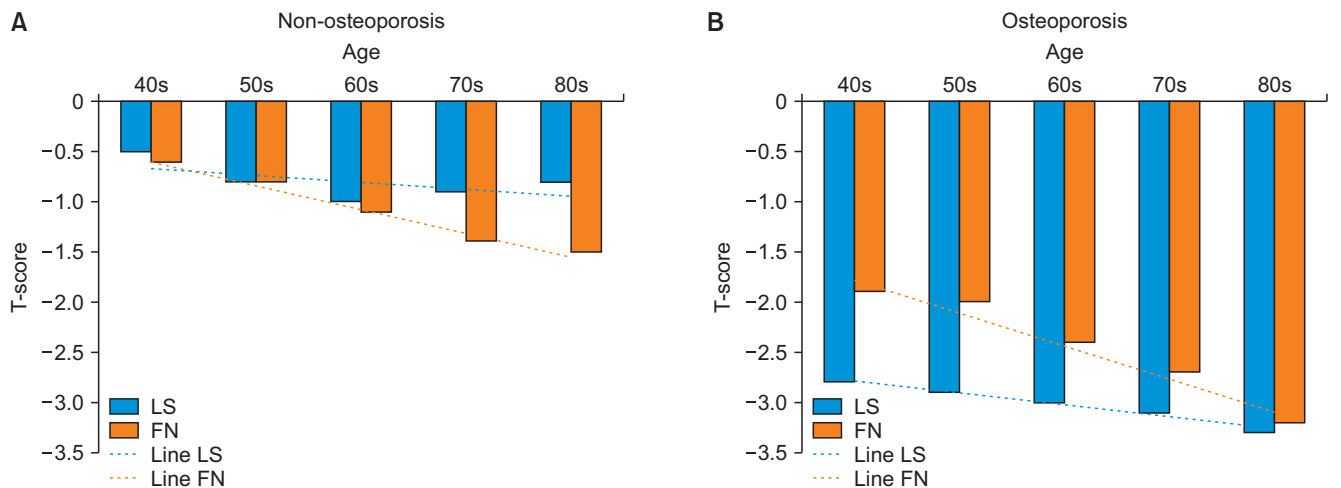 A
Non-osteoporosis
Age
40s 50s 60s 70s 80s
0
−0.5
−1.0
−1.5
−2.0
−2.5
−3.0
−3.5
T-score
LS
FN
Line LS
Line FN
B
Osteoporosis
Age
40s 50s 60s 70s 80s
0
−0.5
−1.0
−1.5
−2.0
−2.5
−3.0
−3.5
T-score
LS
FN
Line LS
Line FN